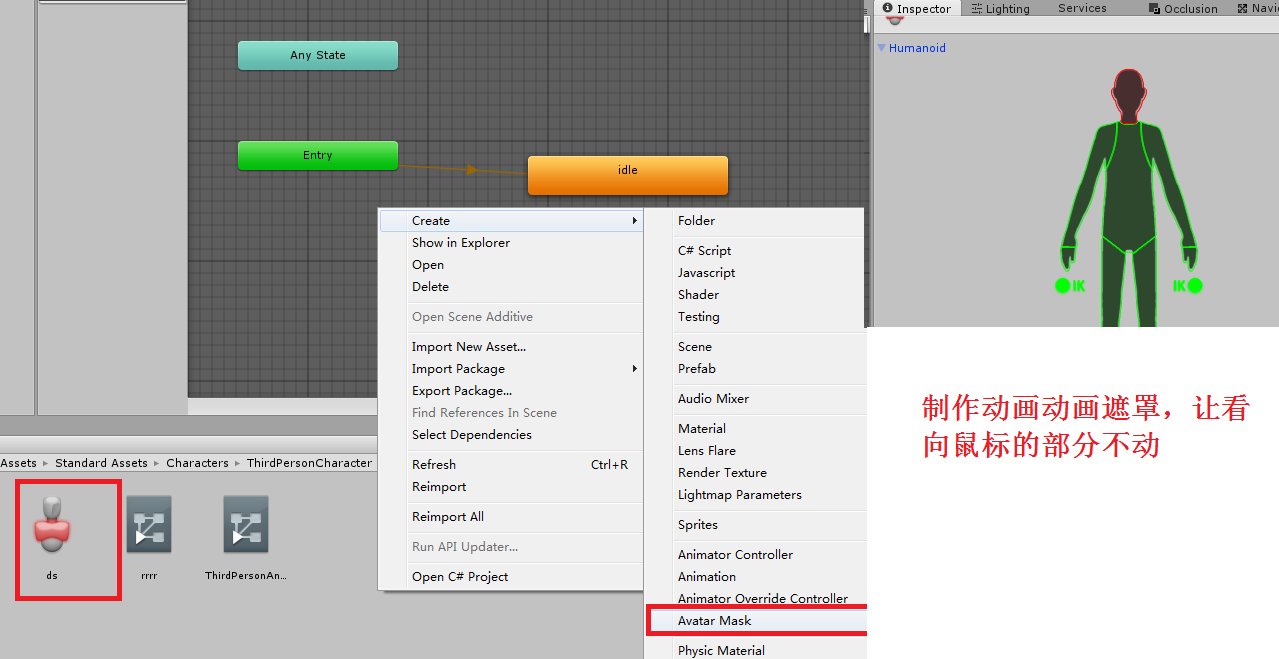 Inspector
Lighting
Services
Occlusion
Navi
Humanoid
Any State
Entry
idle
IK
IK
Create
Show in Explorer
Open
Delete
Open Scene Additive
Import New Asset...
Import Package
Export Package...
Find References In Scene
Select Dependencies
Refresh Ctrl+R
Reimport
Reimport All
Run API Updater...
Open C# Project
Folder
C# Script
Javascript
Shader
Testing
Scene
Prefab
Audio Mixer
Material
Lens Flare
Render Texture
Lightmap Parameters
Sprites
Animator Controller
Animation
Animator Override Controller
Avatar Mask
Physic Material
制作动画动画遮罩，让看
向鼠标的部分不动
Assets ▸ Standard Assets ▸ Characters ▸ ThirdPersonCharacter
ds
rrrr
ThirdPersonAn...